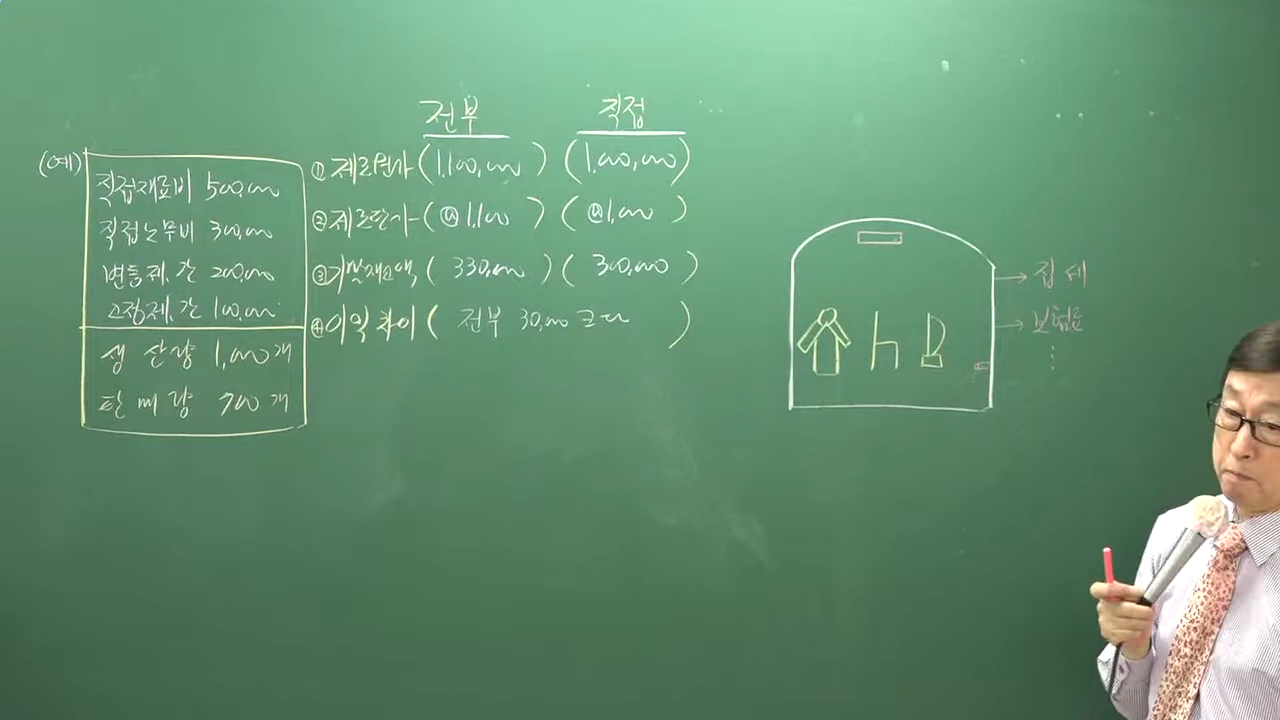 전부 직접
(예)
직접재료비 500,000
직접노무비 300,000
변동제.간 200,000
고정제.간 100,000
생산량 1,000개
판매량 700개
① 제조원가 (1,100,000) (1,000,000)
② 제조단가 (@1,100) (@1,000)
③ 기말재고액 (330,000) (300,000)
④ 이익차이 (전부 30,000 크다)
→ 집세
→ 보험료
⋮